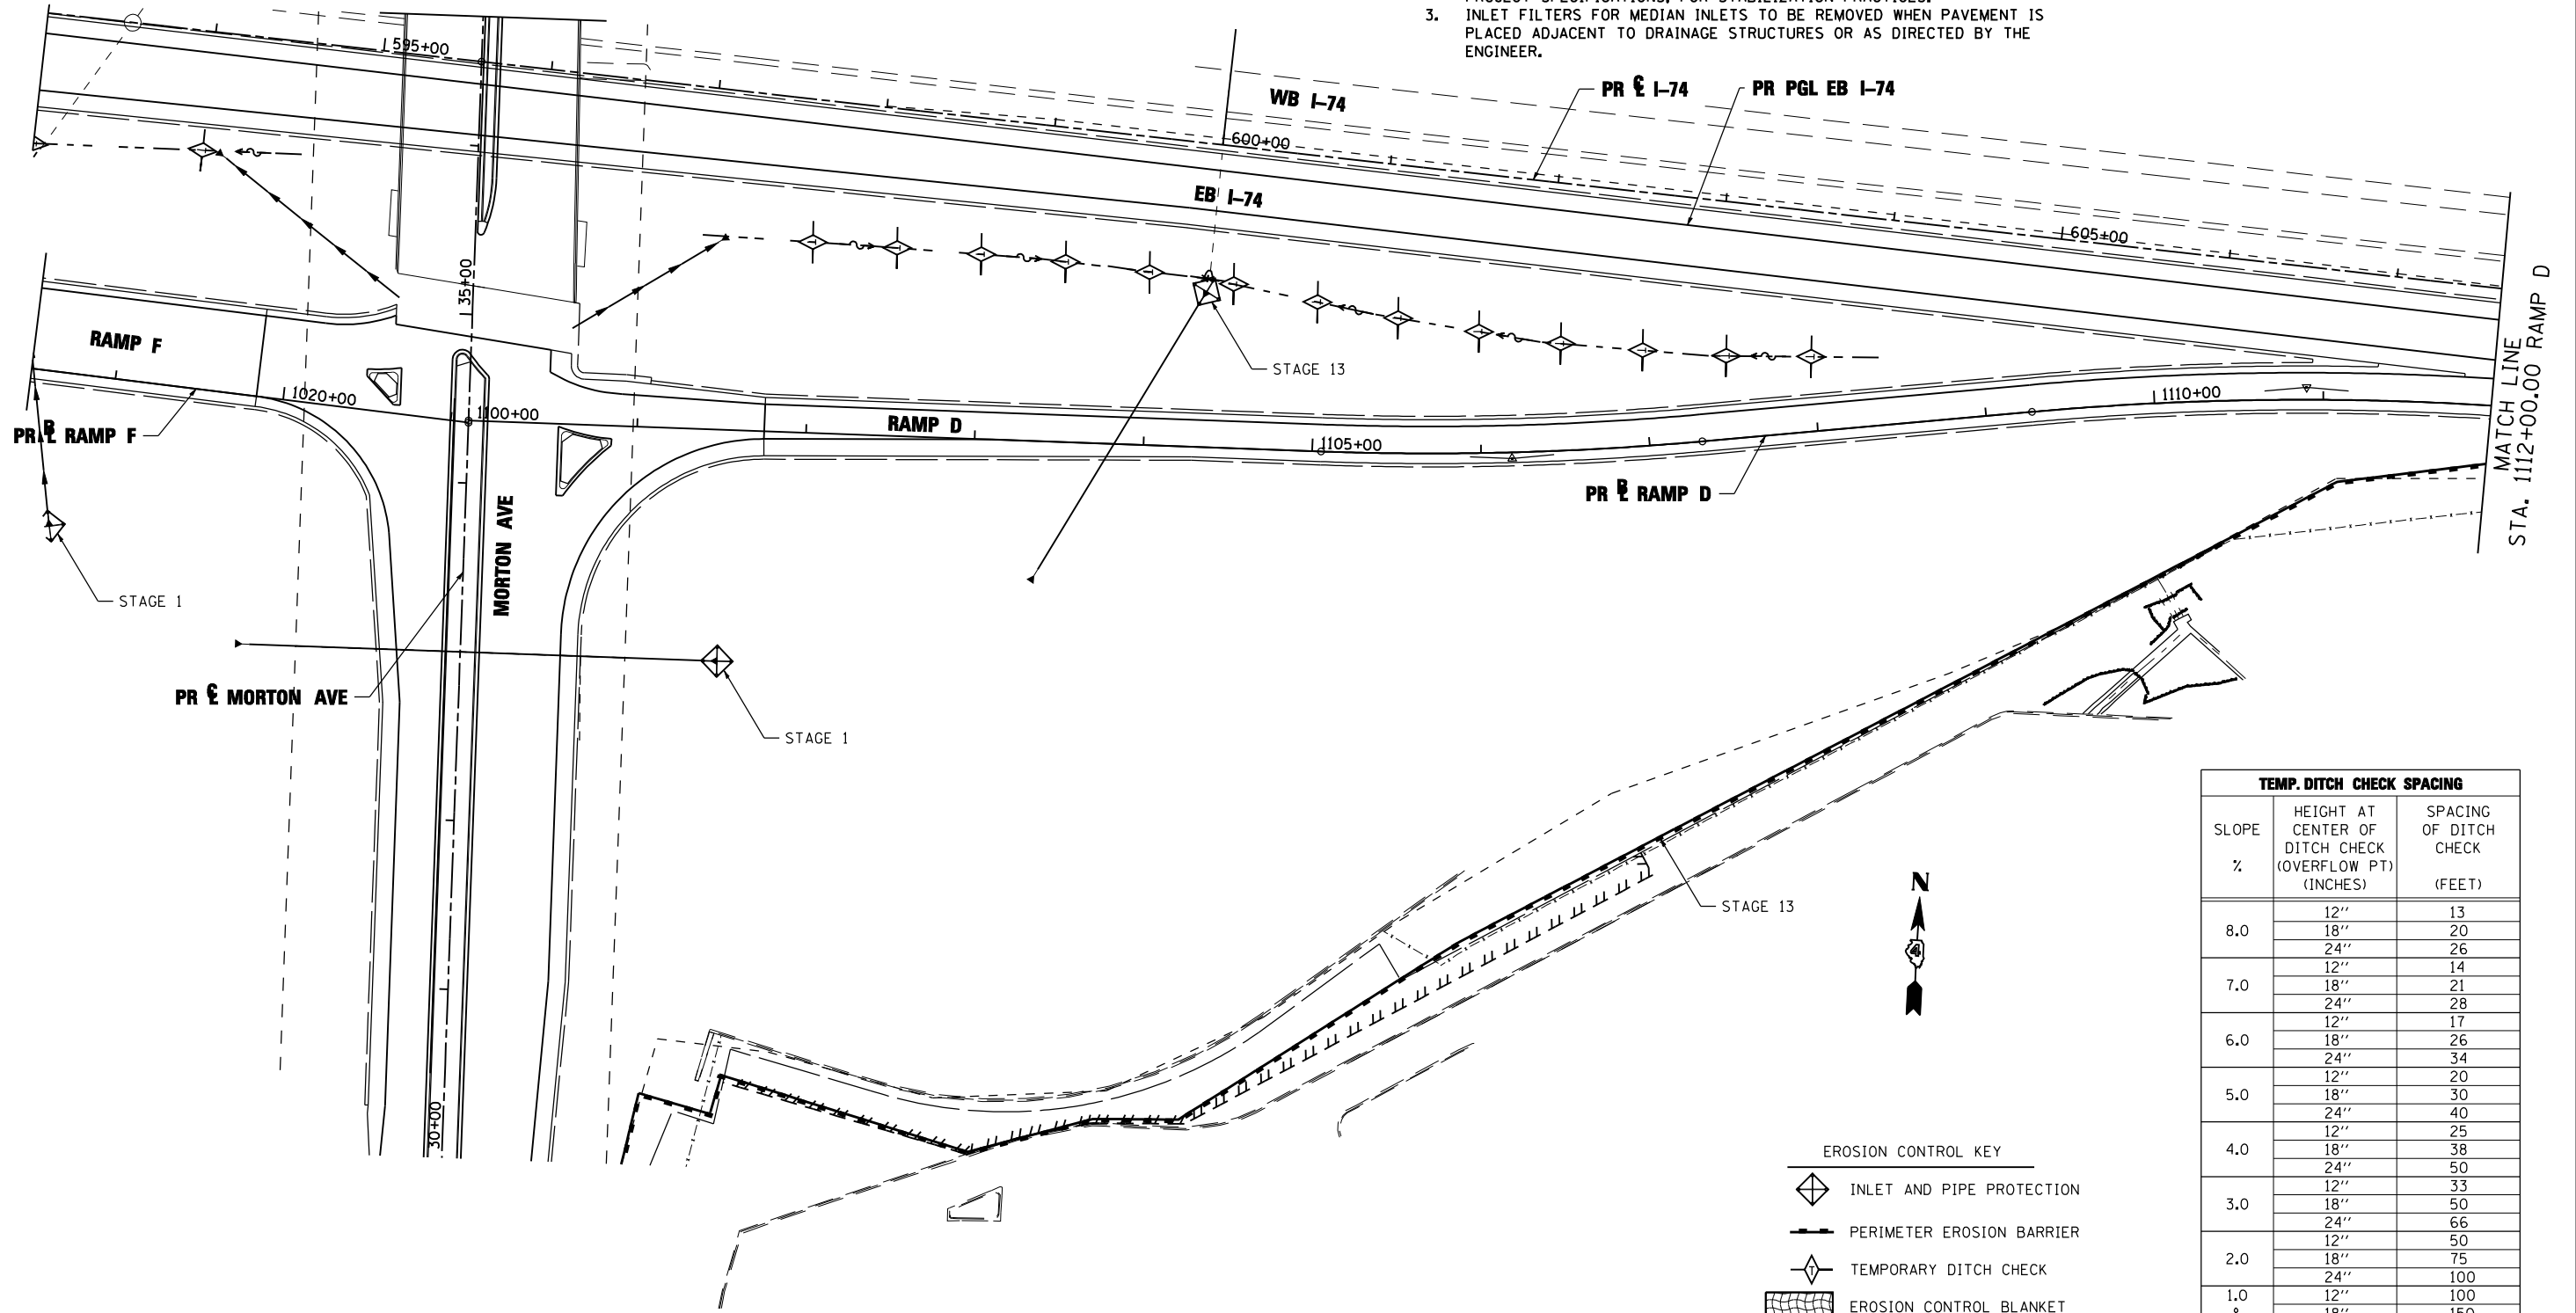 3. INLET FILTERS FOR MEDIAN INLETS TO BE REMOVED WHEN PAVEMENT IS
PLACED ADJACENT TO DRAINAGE STRUCTURES OR AS DIRECTED BY THE
ENGINEER.
595+00
WB I-74
PR ℄ I-74
PR PGL EB I-74
600+00
EB I-74
605+00
MATCH LINE
STA. 1112+00.00 RAMP D
35+00
RAMP F
STAGE 13
1020+00
1100+00
RAMP D
1105+00
1110+00
PR BL RAMP F
PR BL RAMP D
MORTON AVE
STAGE 1
PR ℄ MORTON AVE
STAGE 1
STAGE 13
N
4
30+00
EROSION CONTROL KEY
INLET AND PIPE PROTECTION
PERIMETER EROSION BARRIER
T TEMPORARY DITCH CHECK
EROSION CONTROL BLANKET
TEMP. DITCH CHECK SPACING
SLOPE % HEIGHT AT CENTER OF DITCH CHECK (OVERFLOW PT) (INCHES) SPACING OF DITCH CHECK (FEET)
8.0 12'' 13
18'' 20
24'' 26
7.0 12'' 14
18'' 21
24'' 28
6.0 12'' 17
18'' 26
24'' 34
5.0 12'' 20
18'' 30
24'' 40
4.0 12'' 25
18'' 38
24'' 50
3.0 12'' 33
18'' 50
24'' 66
2.0 12'' 50
18'' 75
24'' 100
1.0 12'' 100
18'' 150